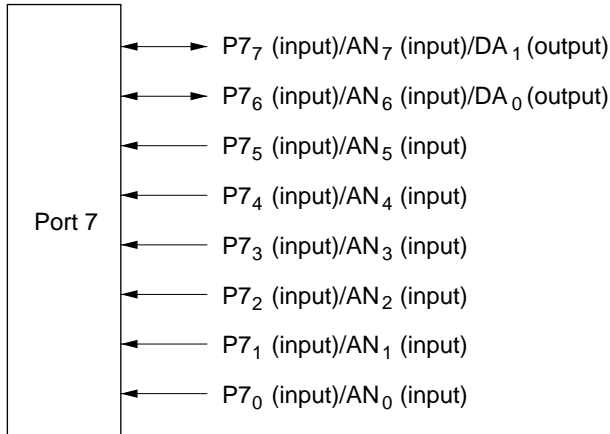 P7₇ (input)/AN₇ (input)/DA₁ (output)
P7₆ (input)/AN₆ (input)/DA₀ (output)
P7₅ (input)/AN₅ (input)
P7₄ (input)/AN₄ (input)
Port 7
P7₃ (input)/AN₃ (input)
P7₂ (input)/AN₂ (input)
P7₁ (input)/AN₁ (input)
P7₀ (input)/AN₀ (input)